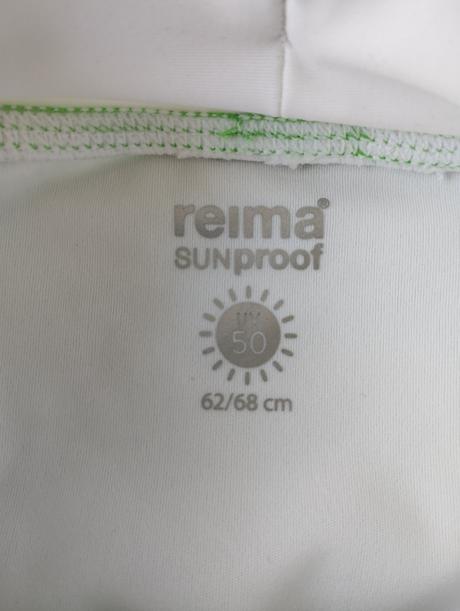 reima®
SUNproof
UV
50
62/68 cm